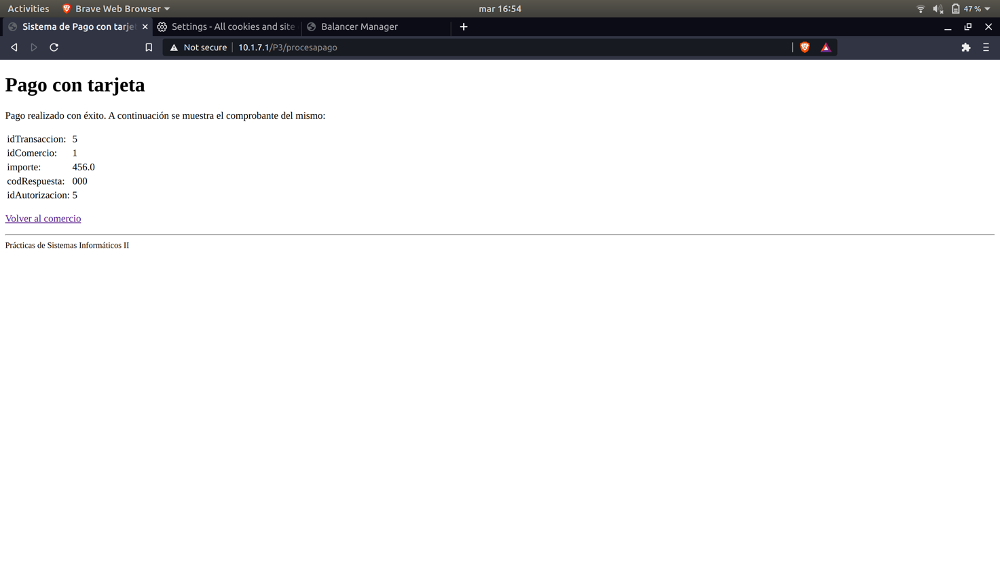 Activities Brave Web Browser mar 16:54 47 %
Sistema de Pago con tarjet Settings - All cookies and site Balancer Manager
Not secure 10.1.7.1/P3/procesapago
Pago con tarjeta
Pago realizado con éxito. A continuación se muestra el comprobante del mismo:
idTransaccion: 5
idComercio: 1
importe: 456.0
codRespuesta: 000
idAutorizacion: 5
Volver al comercio
Prácticas de Sistemas Informáticos II